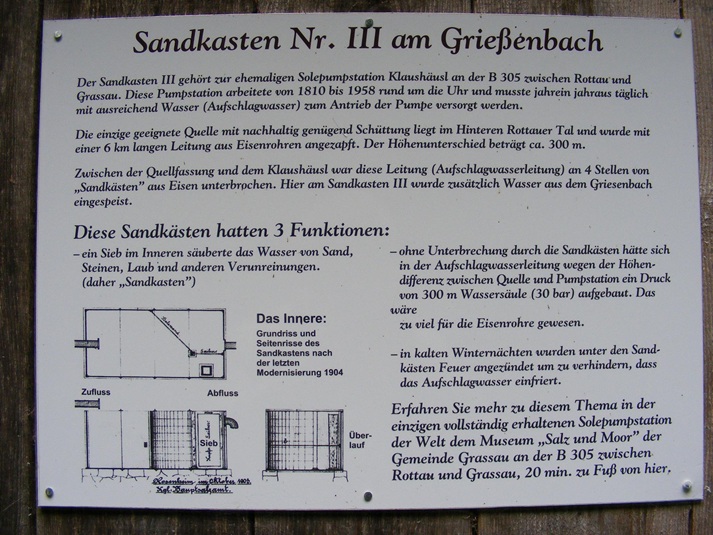 Sandkasten Nr. III am Grießenbach
Der Sandkasten III gehört zur ehemaligen Solepumpstation Klaushäusl an der B 305 zwischen Rottau und
Grassau. Diese Pumpstation arbeitete von 1810 bis 1958 rund um die Uhr und musste jahrein jahraus täglich
mit ausreichend Wasser (Aufschlagwasser) zum Antrieb der Pumpe versorgt werden.
Die einzige geeignete Quelle mit nachhaltig genügend Schüttung liegt im Hinteren Rottauer Tal und wurde mit
einer 6 km langen Leitung aus Eisenrohren angezapft. Der Höhenunterschied beträgt ca. 300 m.
Zwischen der Quellfassung und dem Klaushäusl war diese Leitung (Aufschlagwasserleitung) an 4 Stellen von
„Sandkästen" aus Eisen unterbrochen. Hier am Sandkasten III wurde zusätzlich Wasser aus dem Griesenbach
eingespeist.
Diese Sandkästen hatten 3 Funktionen:
– ein Sieb im Inneren säuberte das Wasser von Sand,
Steinen, Laub und anderen Verunreinungen.
(daher „Sandkasten")
Das Innere:
Grundriss und
Seitenrisse des
Sandkastens nach
der letzten
Modernisierung 1904
Zufluss
Abfluss
Sieb
Über-
lauf
Rosenheim, im Oktober 1902.
Kgl. Bauptsalzamt.
– ohne Unterbrechung durch die Sandkästen hätte sich
in der Aufschlagwasserleitung wegen der Höhen-
differenz zwischen Quelle und Pumpstation ein Druck
von 300 m Wassersäule (30 bar) aufgebaut. Das
wäre
zu viel für die Eisenrohre gewesen.
– in kalten Winternächten wurden unter den Sand-
kästen Feuer angezündet um zu verhindern, dass
das Aufschlagwasser einfriert.
Erfahren Sie mehr zu diesem Thema in der
einzigen vollständig erhaltenen Solepumpstation
der Welt dem Museum „Salz und Moor" der
Gemeinde Grassau an der B 305 zwischen
Rottau und Grassau, 20 min. zu Fuß von hier.